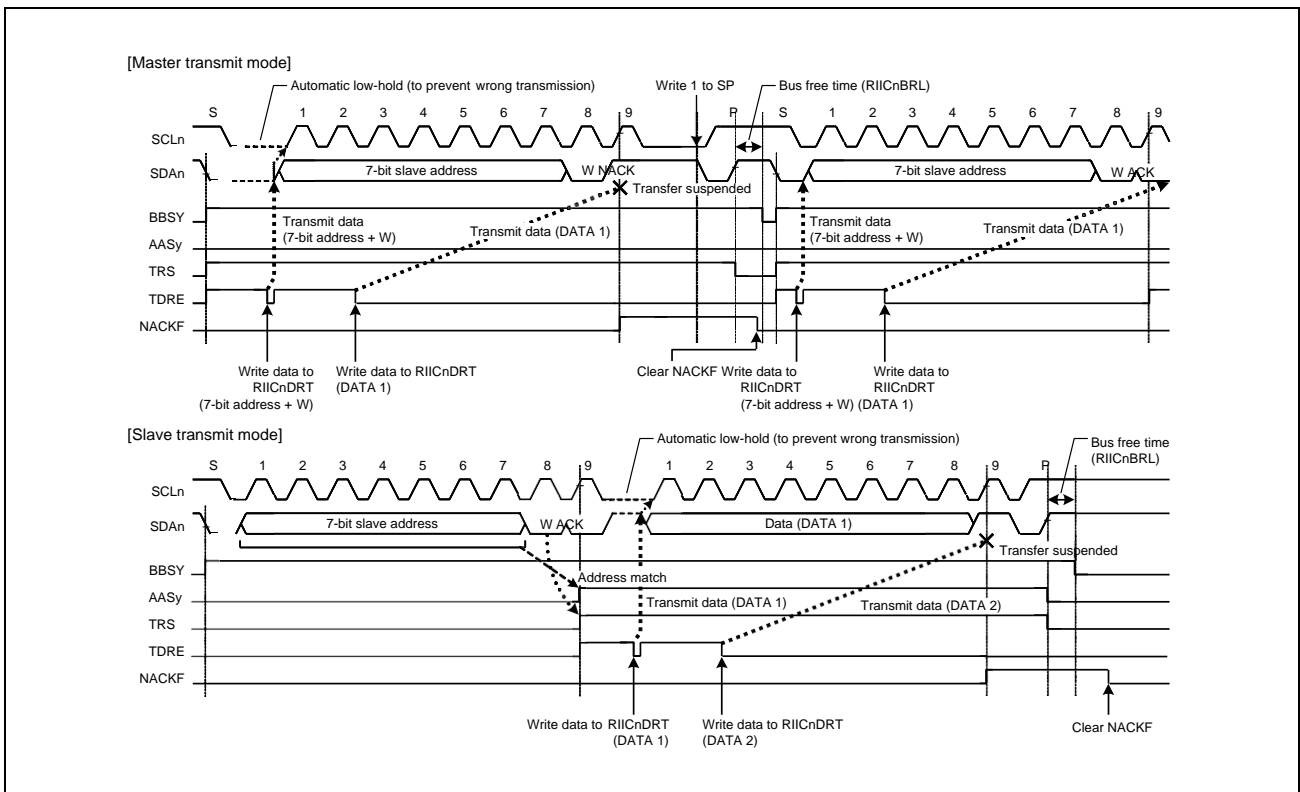 [Master transmit mode]
Automatic low-hold (to prevent wrong transmission)
Write 1 to SP
Bus free time (RIICnBRL)
S 1 2 3 4 5 6 7 8 9 P S 1 2 3 4 5 6 7 8 9
SCLn
SDAn
7-bit slave address
W NACK
7-bit slave address
W ACK
Transfer suspended
BBSY
Transmit data
(7-bit address + W)
Transmit data (DATA 1)
Transmit data
(7-bit address + W)
Transmit data (DATA 1)
AASy
TRS
TDRE
NACKF
Write data to
RIICnDRT
(7-bit address + W)
Write data to RIICnDRT
(DATA 1)
Clear NACKF
Write data to
RIICnDRT
(7-bit address + W)
Write data to
RIICnDRT
(DATA 1)
[Slave transmit mode]
Automatic low-hold (to prevent wrong transmission)
Bus free time
(RIICnBRL)
S 1 2 3 4 5 6 7 8 9 1 2 3 4 5 6 7 8 9 P
SCLn
SDAn
7-bit slave address
W ACK
Data (DATA 1)
Transfer suspended
BBSY
Address match
AASy
Transmit data (DATA 1)
Transmit data (DATA 2)
TRS
TDRE
NACKF
Write data to RIICnDRT
(DATA 1)
Write data to RIICnDRT
(DATA 2)
Clear NACKF